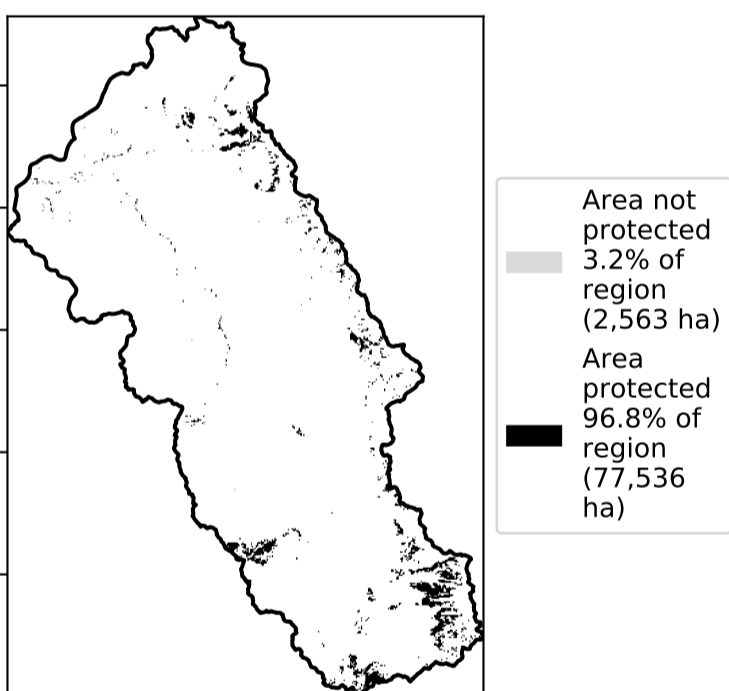 Area not
protected
3.2% of
region
(2,563 ha)
Area
protected
96.8% of
region
(77,536
ha)